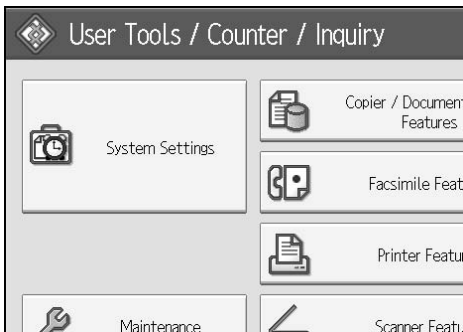 User Tools / Counter / Inquiry
System Settings
Copier / Document
Features
Facsimile Feat
Printer Featu
Maintenance
Scanner Featu